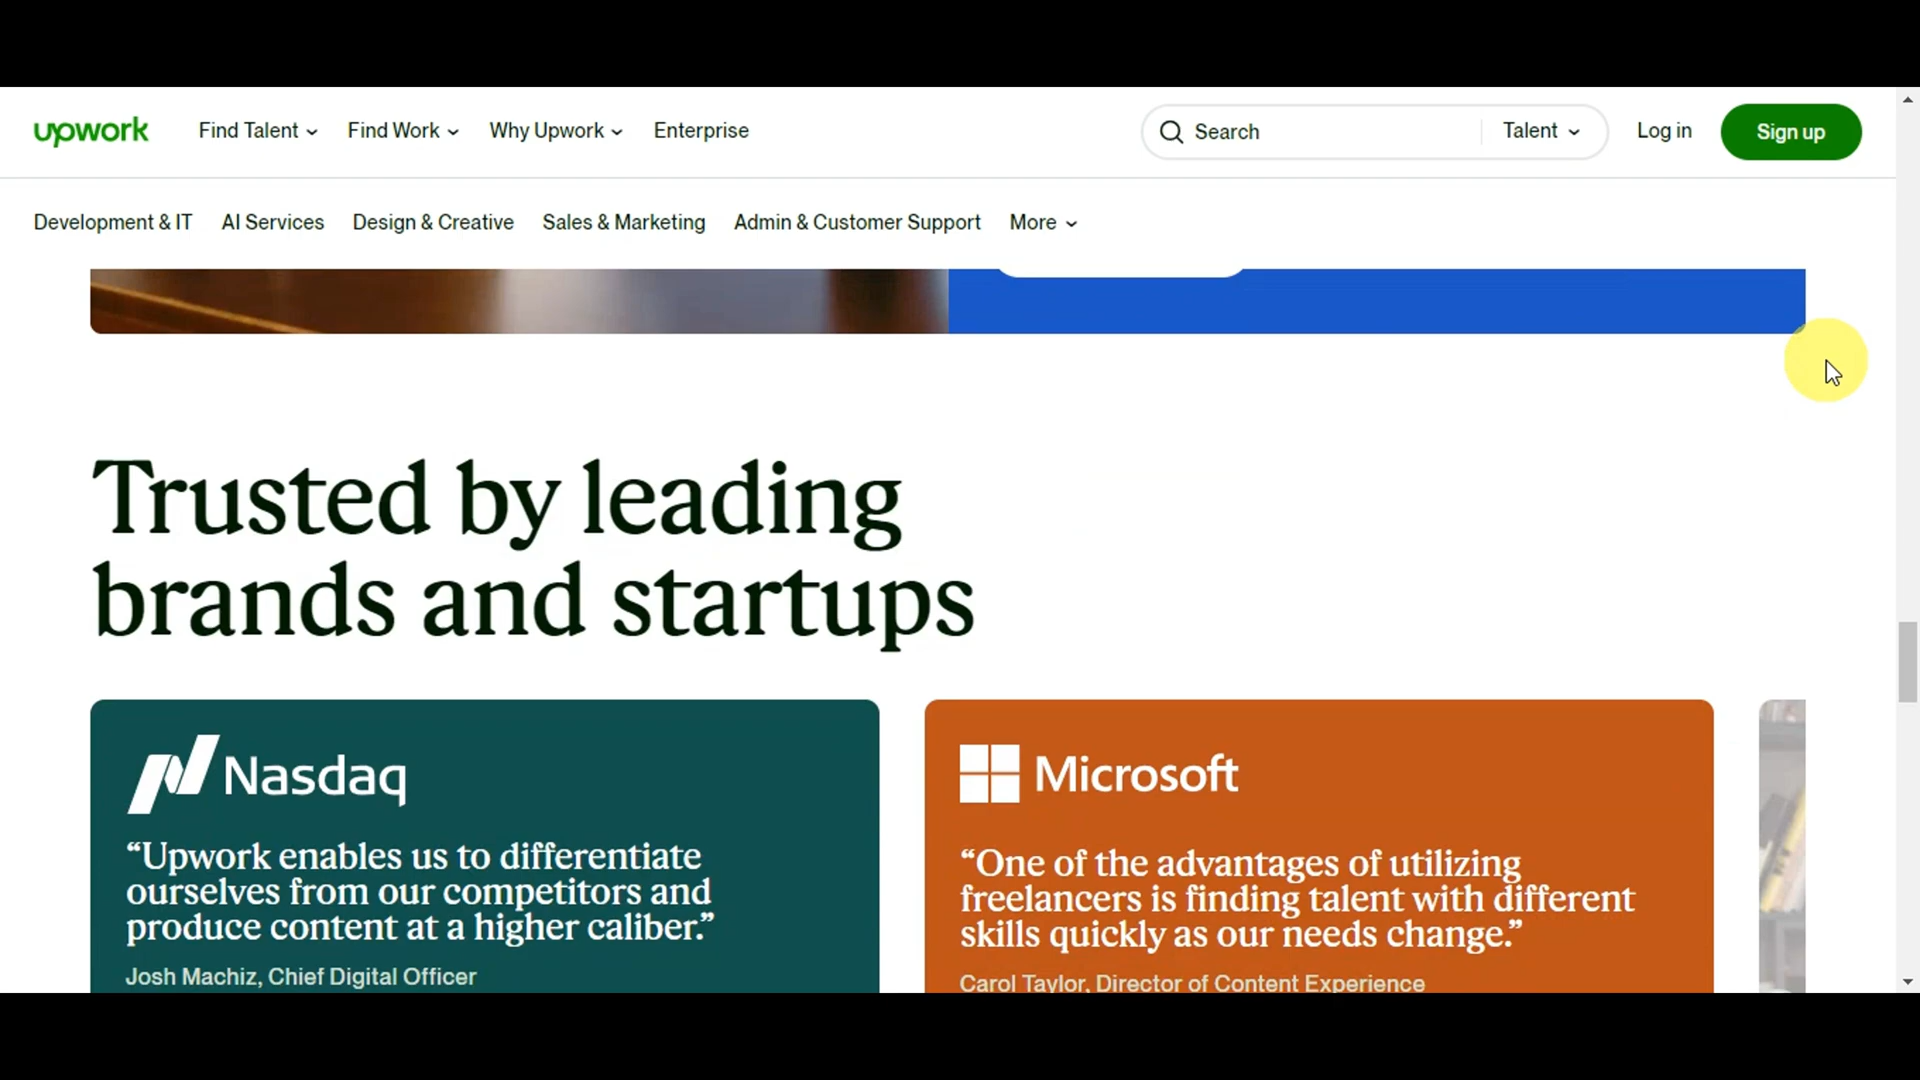 upwork Find Talent Find Work Why Upwork Enterprise Search Talent Log in Sign up
Development & IT AI Services Design & Creative Sales & Marketing Admin & Customer Support More
Trusted by leading
brands and startups
Nasdaq
“Upwork enables us to differentiate
ourselves from our competitors and
produce content at a higher caliber.”
Josh Machiz, Chief Digital Officer
Microsoft
“One of the advantages of utilizing
freelancers is finding talent with different
skills quickly as our needs change.”
Carol Taylor, Director of Content Experience